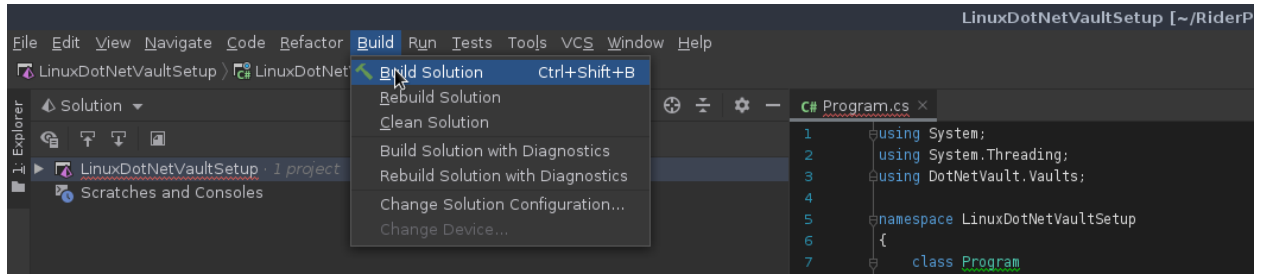 LinuxDotNetVaultSetup [~/RiderP
File Edit View Navigate Code Refactor Build Run Tests Tools VCS Window Help
LinuxDotNetVaultSetup LinuxDotNet
Build Solution Ctrl+Shift+B
Rebuild Solution
Clean Solution
Build Solution with Diagnostics
Rebuild Solution with Diagnostics
Change Solution Configuration...
Change Device...
1: Explorer
Solution
LinuxDotNetVaultSetup · 1 project
Scratches and Consoles
C# Program.cs ×
1 using System;
2 using System.Threading;
3 using DotNetVault.Vaults;
4
5 namespace LinuxDotNetVaultSetup
6 {
7 class Program